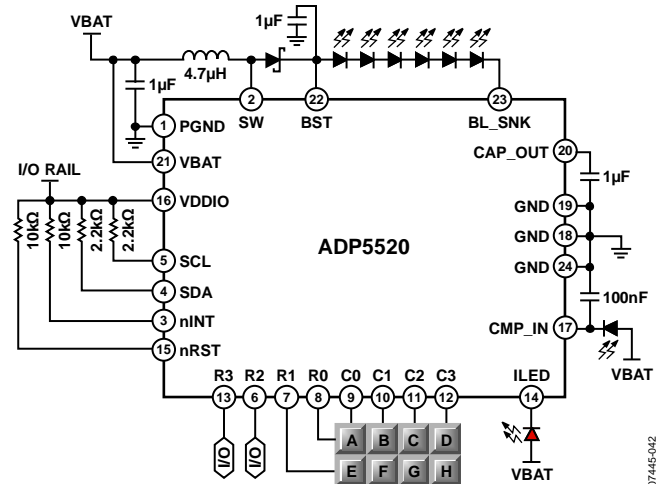 VBAT
1µF
4.7µH
1µF
2
SW
22
BST
23
BL_SNK
1
PGND
21
VBAT
I/O RAIL
16
VDDIO
10kΩ
10kΩ
2.2kΩ
2.2kΩ
5
SCL
4
SDA
3
nINT
15
nRST
ADP5520
CAP_OUT
20
1µF
GND
19
GND
18
GND
24
100nF
CMP_IN
17
VBAT
R3
R2
R1
R0
C0
C1
C2
C3
ILED
13
6
7
8
9
10
11
12
14
I/O
I/O
A
B
C
D
E
F
G
H
VBAT
07445-042